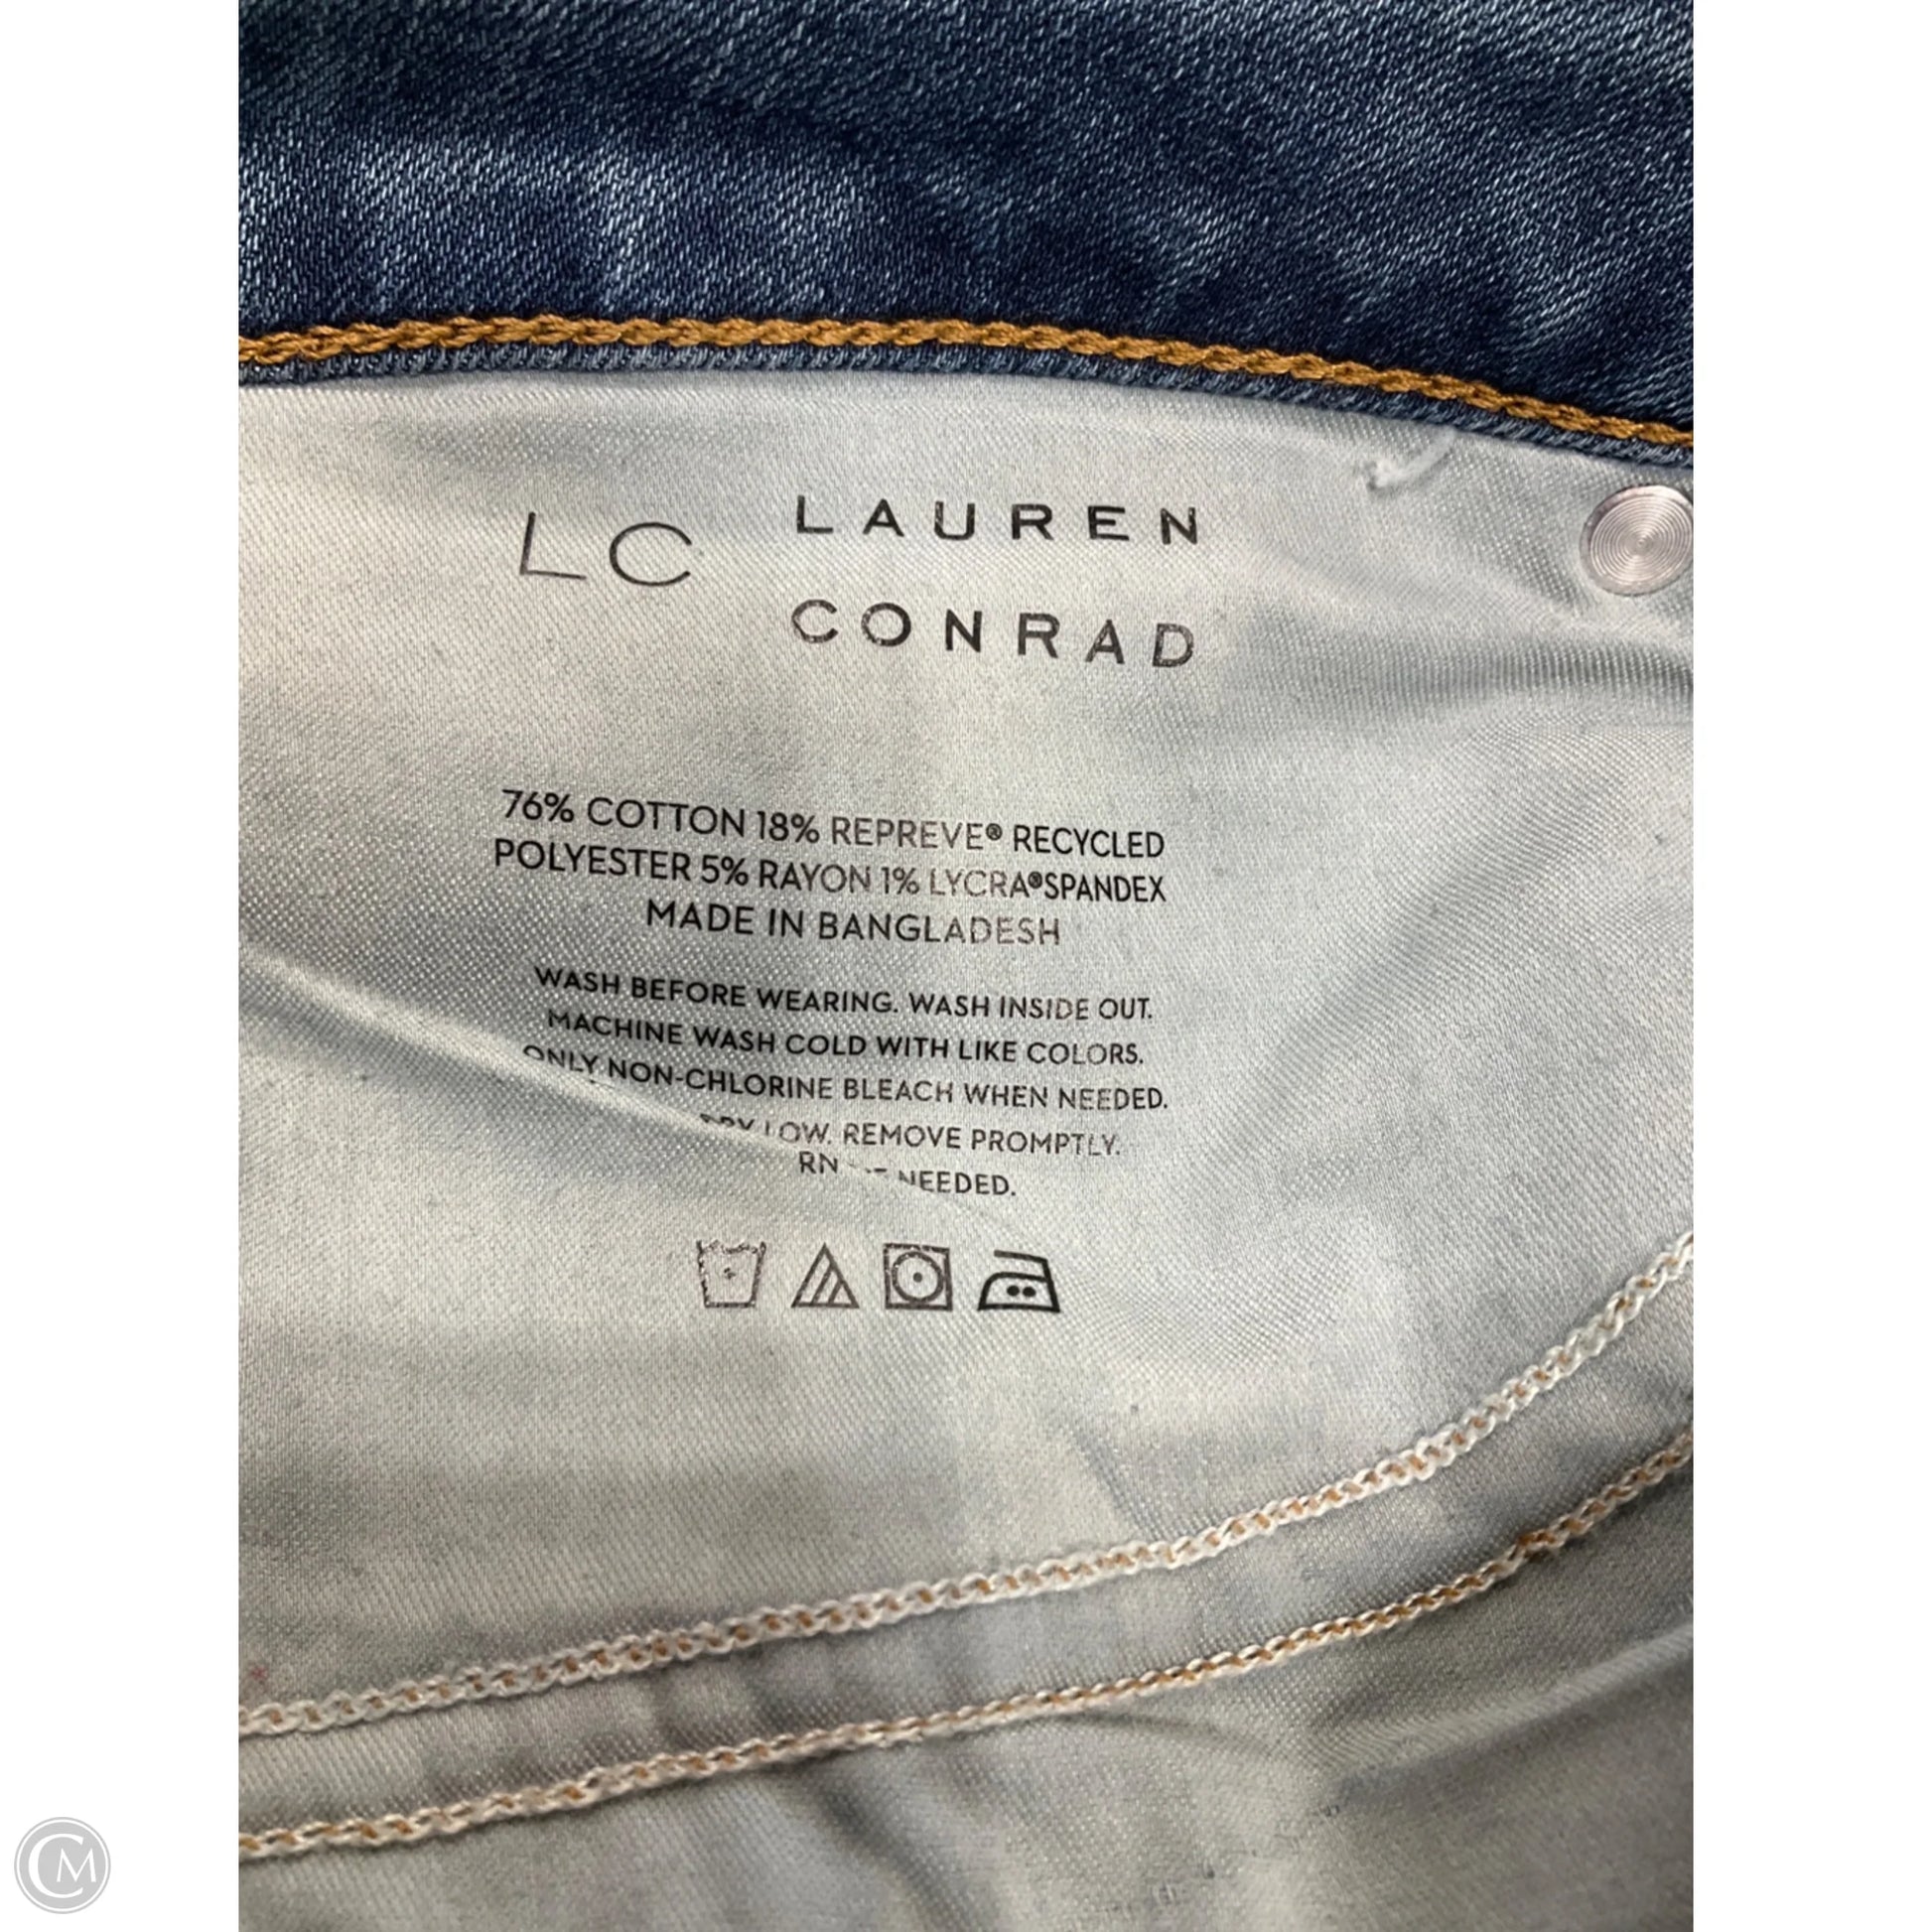 LC LAUREN
CONRAD
76% COTTON 18% REPREVE® RECYCLED
POLYESTER 5% RAYON 1% LYCRA® SPANDEX
MADE IN BANGLADESH
WASH BEFORE WEARING. WASH INSIDE OUT.
MACHINE WASH COLD WITH LIKE COLORS.
ONLY NON-CHLORINE BLEACH WHEN NEEDED.
DRY LOW. REMOVE PROMPTLY.
NEEDED.
CM